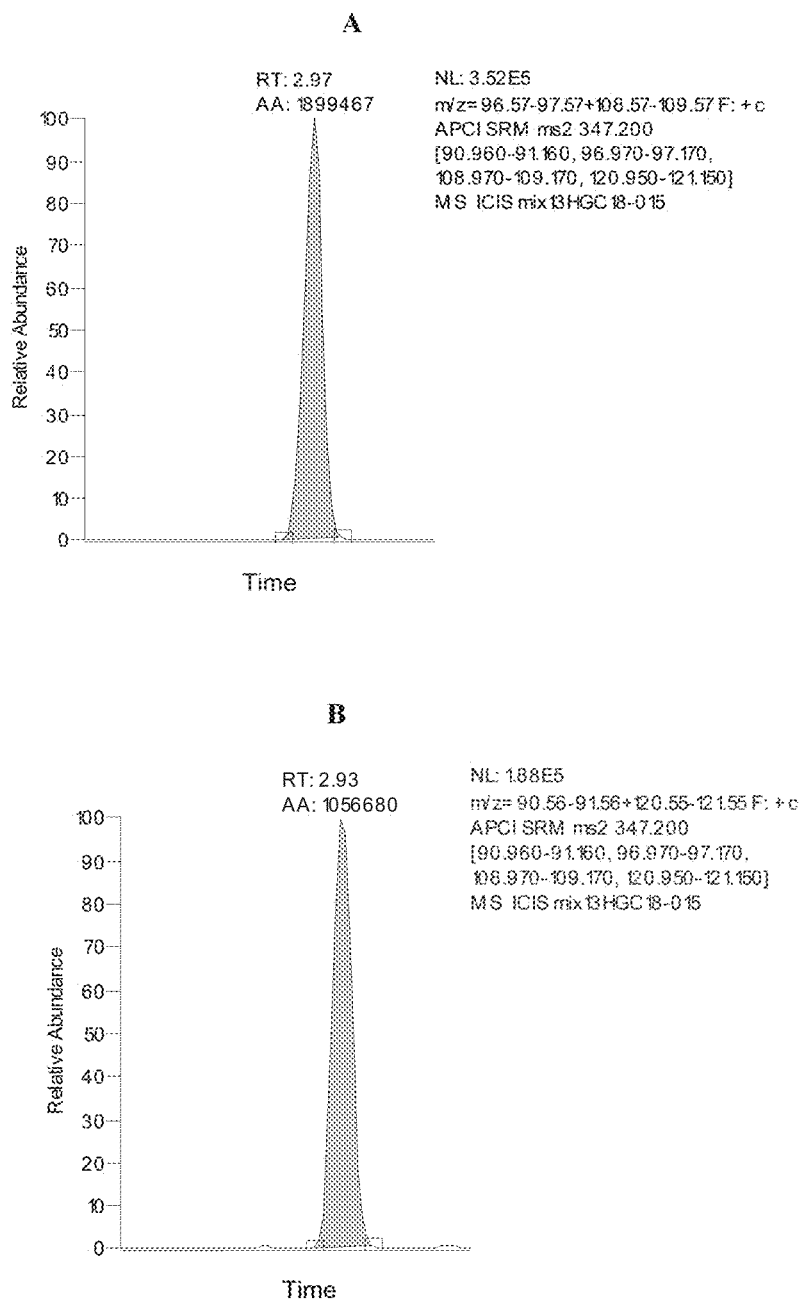 A
RT: 2.97
AA: 1899467
NL: 3.52E5
m/z= 96.57-97.57+108.57-109.57 F: + c
APCI SRM ms2 347.200
[90.960-91.160, 96.970-97.170,
108.970-109.170, 120.950-121.150]
MS ICIS mix13HGC18-015
100
90
80
70
60
50
40
30
20
10
0
Relative Abundance
Time
B
RT: 2.93
AA: 1056680
NL: 1.88E5
m/z= 90.56-91.56+120.55-121.55 F: + c
APCI SRM ms2 347.200
[90.960-91.160, 96.970-97.170,
108.970-109.170, 120.950-121.150]
MS ICIS mix13HGC18-015
100
90
80
70
60
50
40
30
20
10
0
Relative Abundance
Time